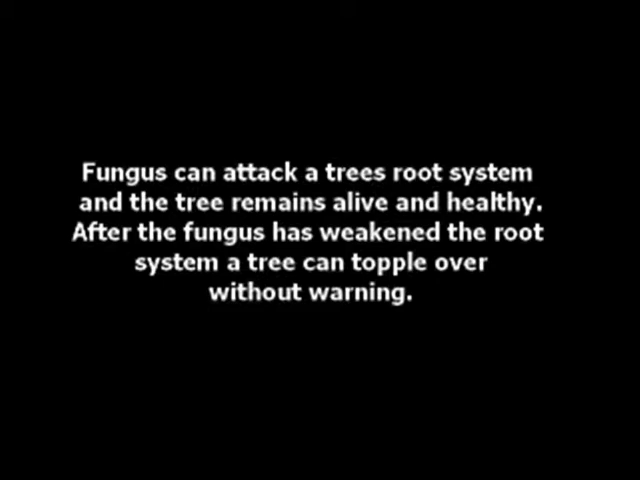 Fungus can attack a trees root system
and the tree remains alive and healthy.
After the fungus has weakened the root
system a tree can topple over
without warning.